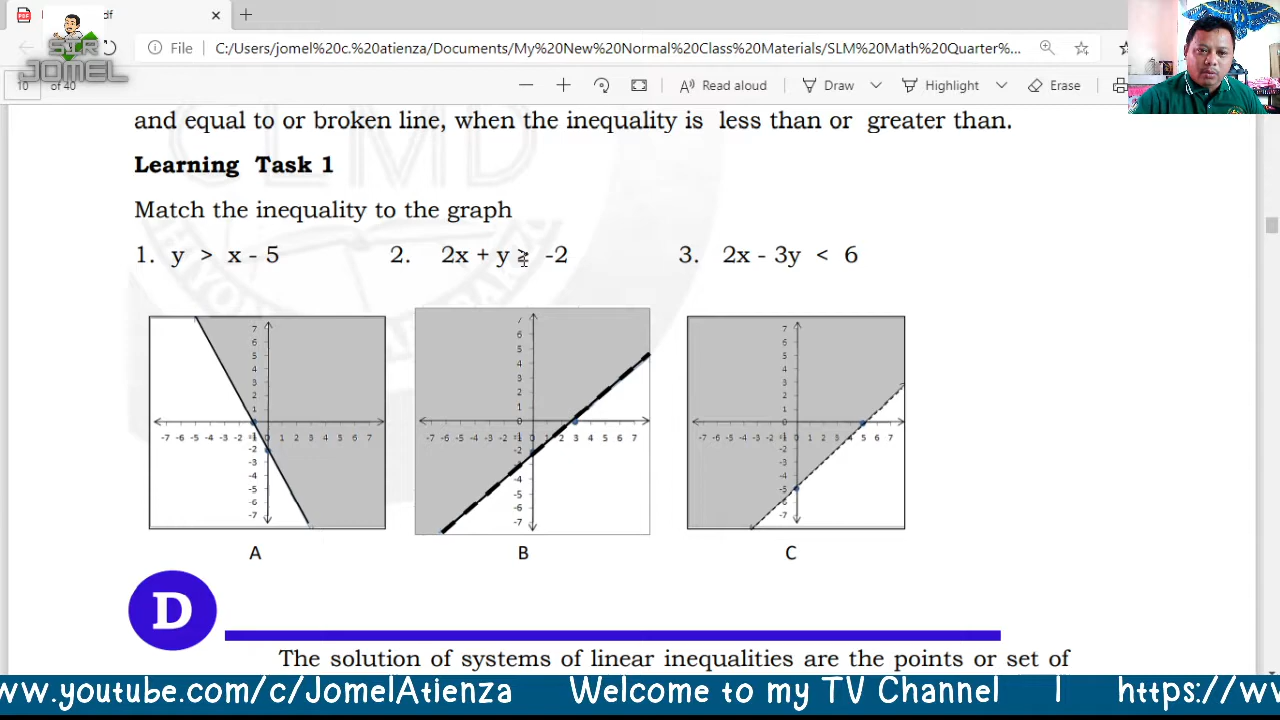 SIR
JOMEL
df
File
C:/Users/jomel%20c.%20atienza/Documents/My%20New%20Normal%20Class%20Materials/SLM%20Math%20Quarter%...
10
of 40
Read aloud
Draw
Highlight
Erase
and equal to or broken line, when the inequality is less than or greater than.
Learning Task 1
Match the inequality to the graph
1. y > x - 5 2. 2x + y ≥ -2 3. 2x - 3y < 6
A B C
D
The solution of systems of linear inequalities are the points or set of
ww.youtube.com/c/JomelAtienza Welcome to my TV Channel | https://w